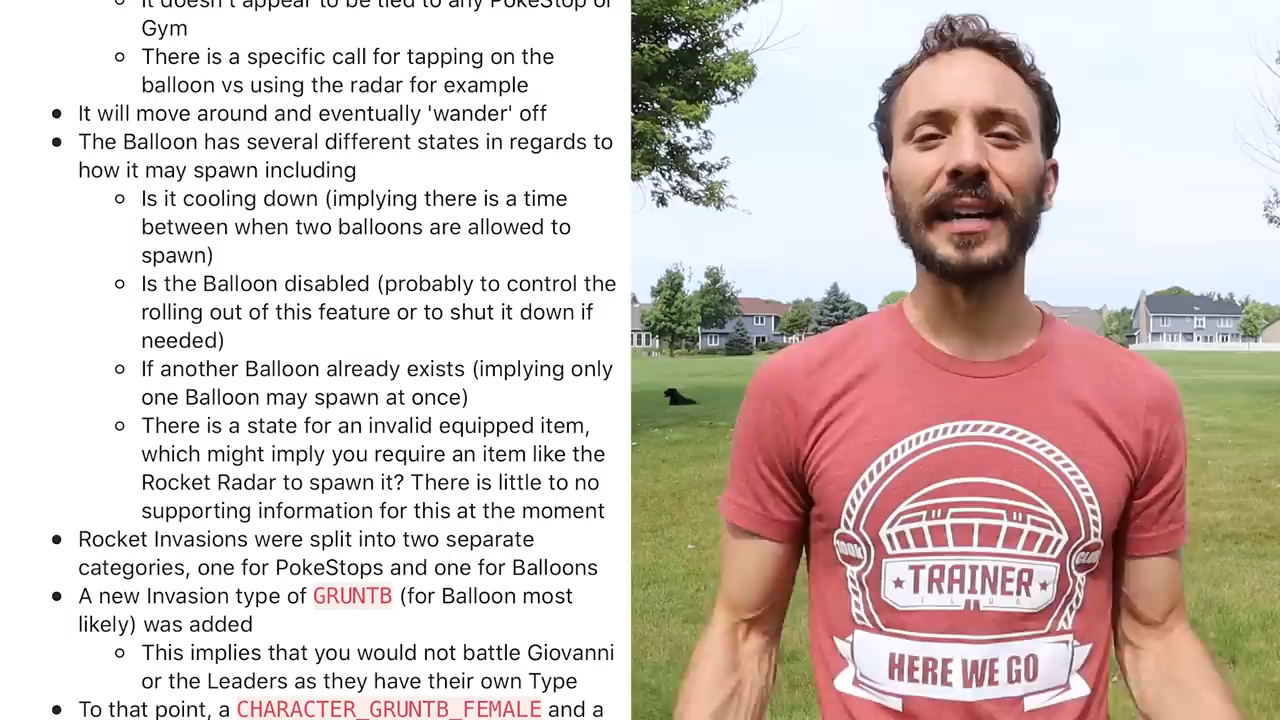 It doesn't appear to be tied to any PokeStop or
Gym
There is a specific call for tapping on the
balloon vs using the radar for example
It will move around and eventually 'wander' off
The Balloon has several different states in regards to
how it may spawn including
Is it cooling down (implying there is a time
between when two balloons are allowed to
spawn)
Is the Balloon disabled (probably to control the
rolling out of this feature or to shut it down if
needed)
If another Balloon already exists (implying only
one Balloon may spawn at once)
There is a state for an invalid equipped item,
which might imply you require an item like the
Rocket Radar to spawn it? There is little to no
supporting information for this at the moment
Rocket Invasions were split into two separate
categories, one for PokeStops and one for Balloons
A new Invasion type of GRUNTB (for Balloon most
likely) was added
This implies that you would not battle Giovanni
or the Leaders as they have their own Type
To that point, a CHARACTER_GRUNTB_FEMALE and a
100K CLUB
TRAINER
CLUB
HERE WE GO